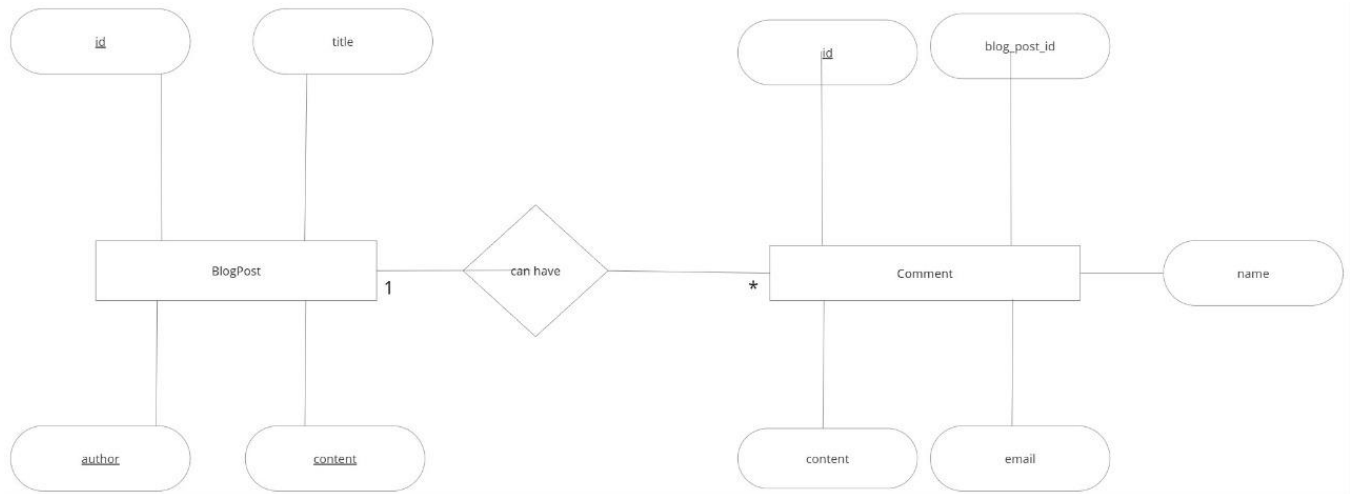 id
title
id
blog_post_id
BlogPost
1
can have
*
Comment
name
author
content
content
email